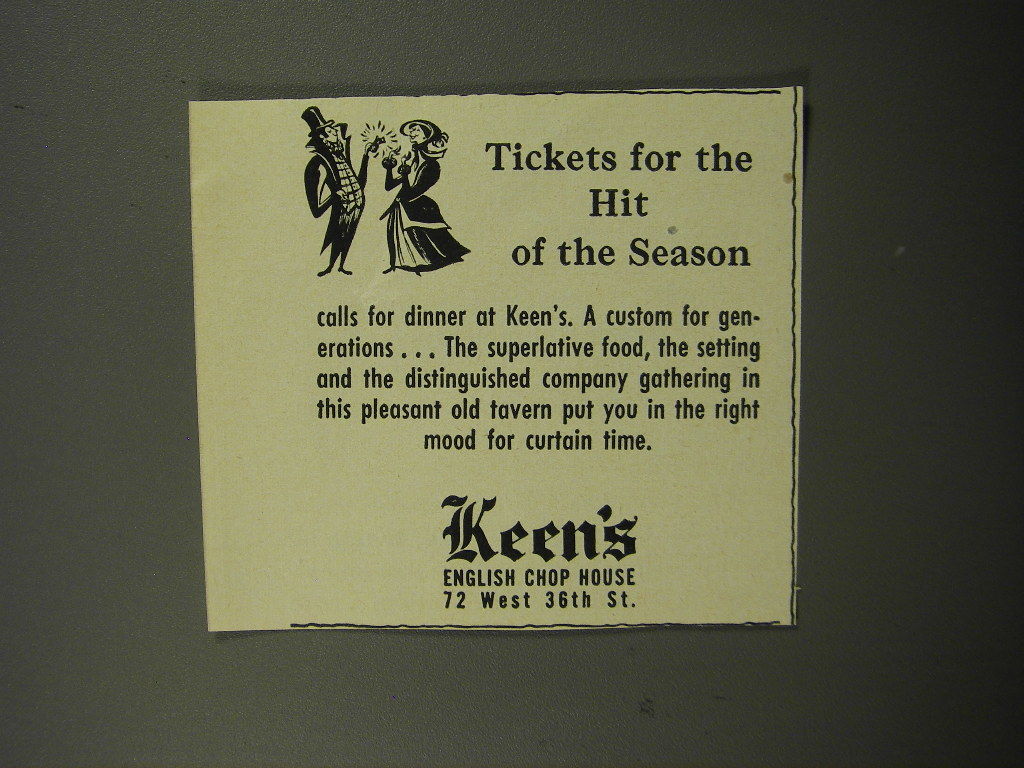 Tickets for the
Hit
of the Season
calls for dinner at Keen's. A custom for gen-
erations . . . The superlative food, the setting
and the distinguished company gathering in
this pleasant old tavern put you in the right
mood for curtain time.
Keen's
ENGLISH CHOP HOUSE
72 West 36th St.